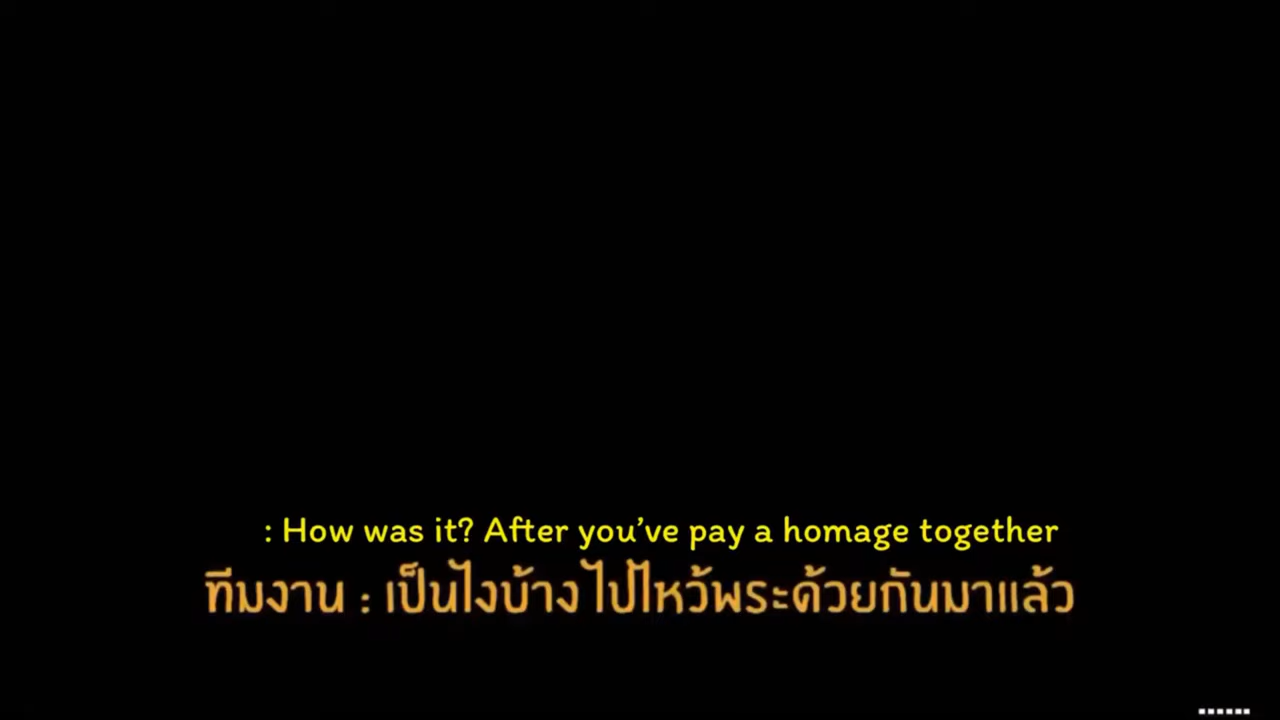 : How was it? After you’ve pay a homage together
ทีมงาน : เป็นไงบ้าง ไปไหว้พระด้วยกันมาแล้ว